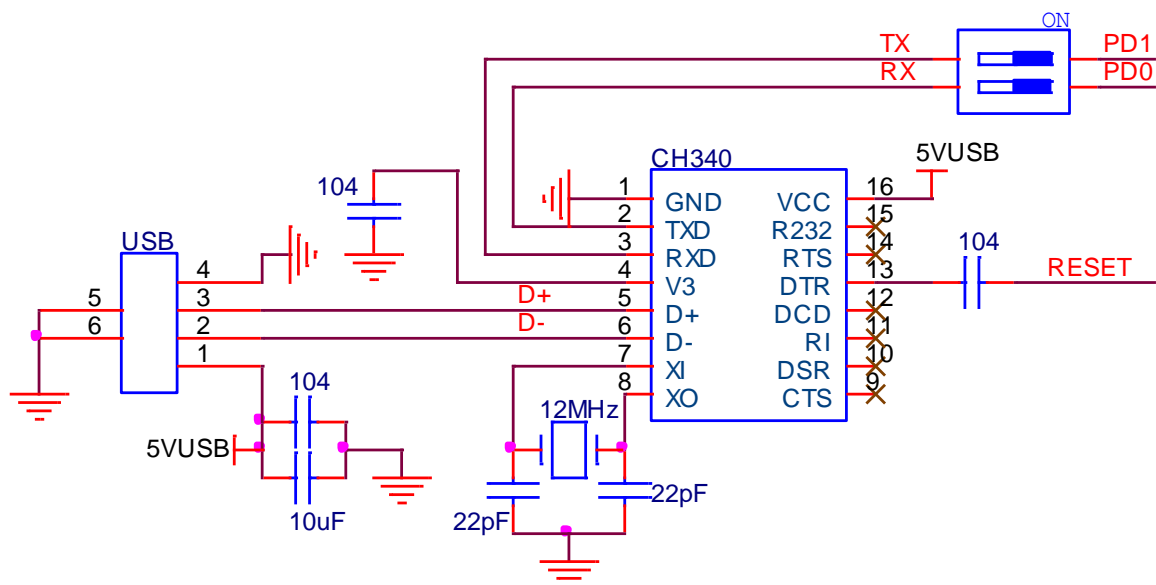 ON
TX PD1
RX PD0
CH340 5VUSB
104
1 GND VCC 16
2 TXD R232 15
USB 3 RXD RTS 14 104
4 4 V3 DTR 13 RESET
5 3 D+ 5 D+ DCD 12
6 2 D- 6 D- RI 11
1 7 XI DSR 10
104 8 XO CTS 9
12MHz
5VUSB
22pF
10uF 22pF